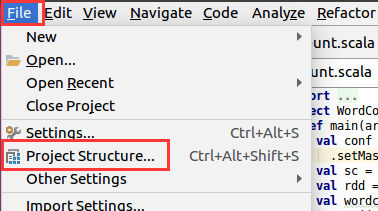 File Edit View Navigate Code Analyze Refactor
New
Open...
Open Recent
Close Project
Settings... Ctrl+Alt+S
Project Structure... Ctrl+Alt+Shift+S
Other Settings
Import Settings...
unt.scala
unt.scala
port ...
ject WordCo
ef main(ar
val conf
.setMas
val sc =
val rdd =
val wordc